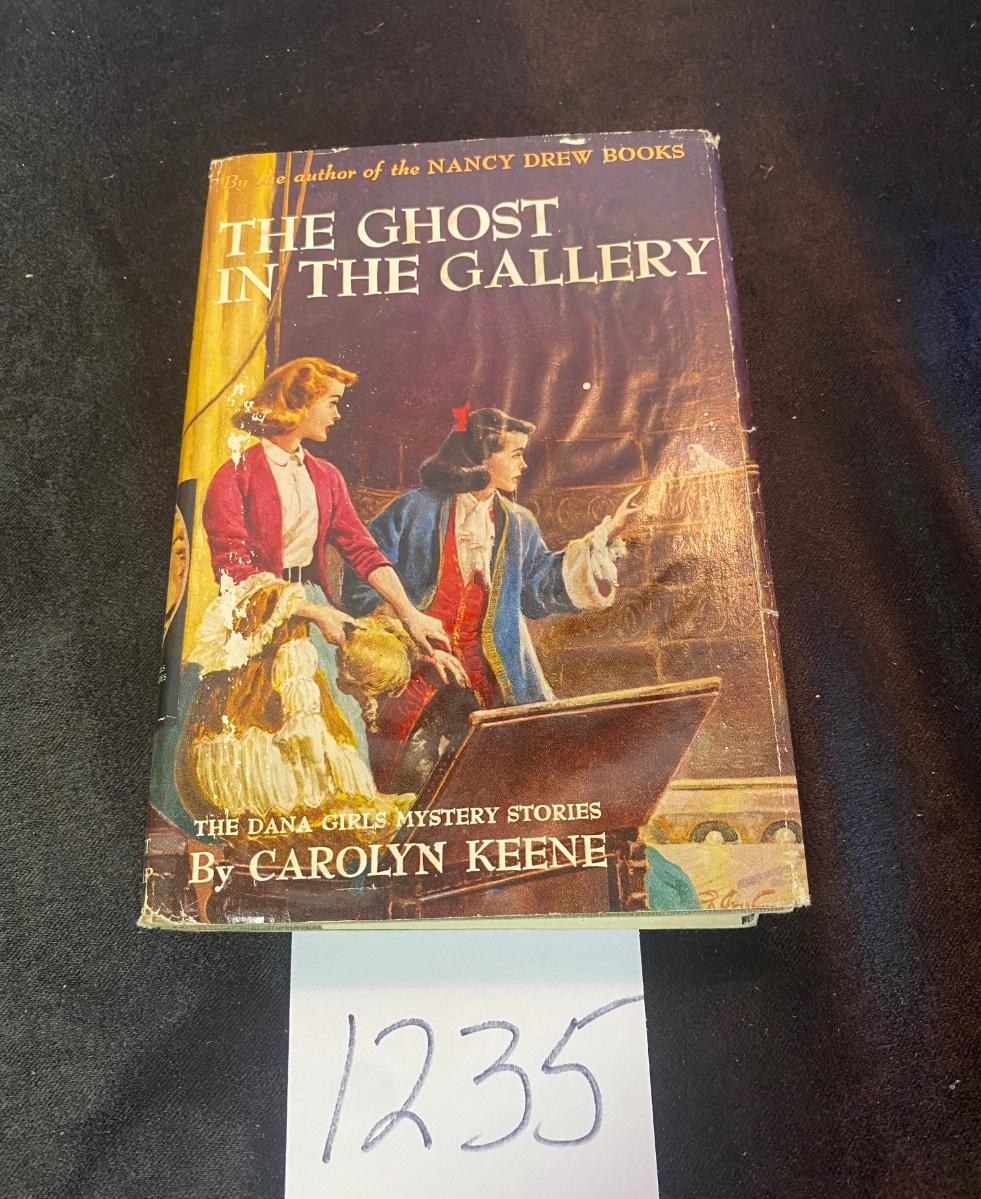 By the author of the NANCY DREW BOOKS
THE GHOST
IN THE GALLERY
THE DANA GIRLS MYSTERY STORIES
By CAROLYN KEENE
1235